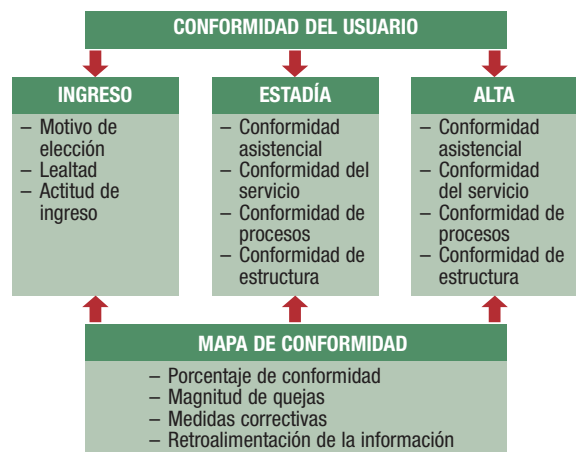 CONFORMIDAD DEL USUARIO
INGRESO
– Motivo de
elección
– Lealtad
– Actitud de
ingreso
ESTADÍA
– Conformidad
asistencial
– Conformidad del
servicio
– Conformidad de
procesos
– Conformidad de
estructura
ALTA
– Conformidad
asistencial
– Conformidad
del servicio
– Conformidad de
procesos
– Conformidad de
estructura
MAPA DE CONFORMIDAD
– Porcentaje de conformidad
– Magnitud de quejas
– Medidas correctivas
– Retroalimentación de la información